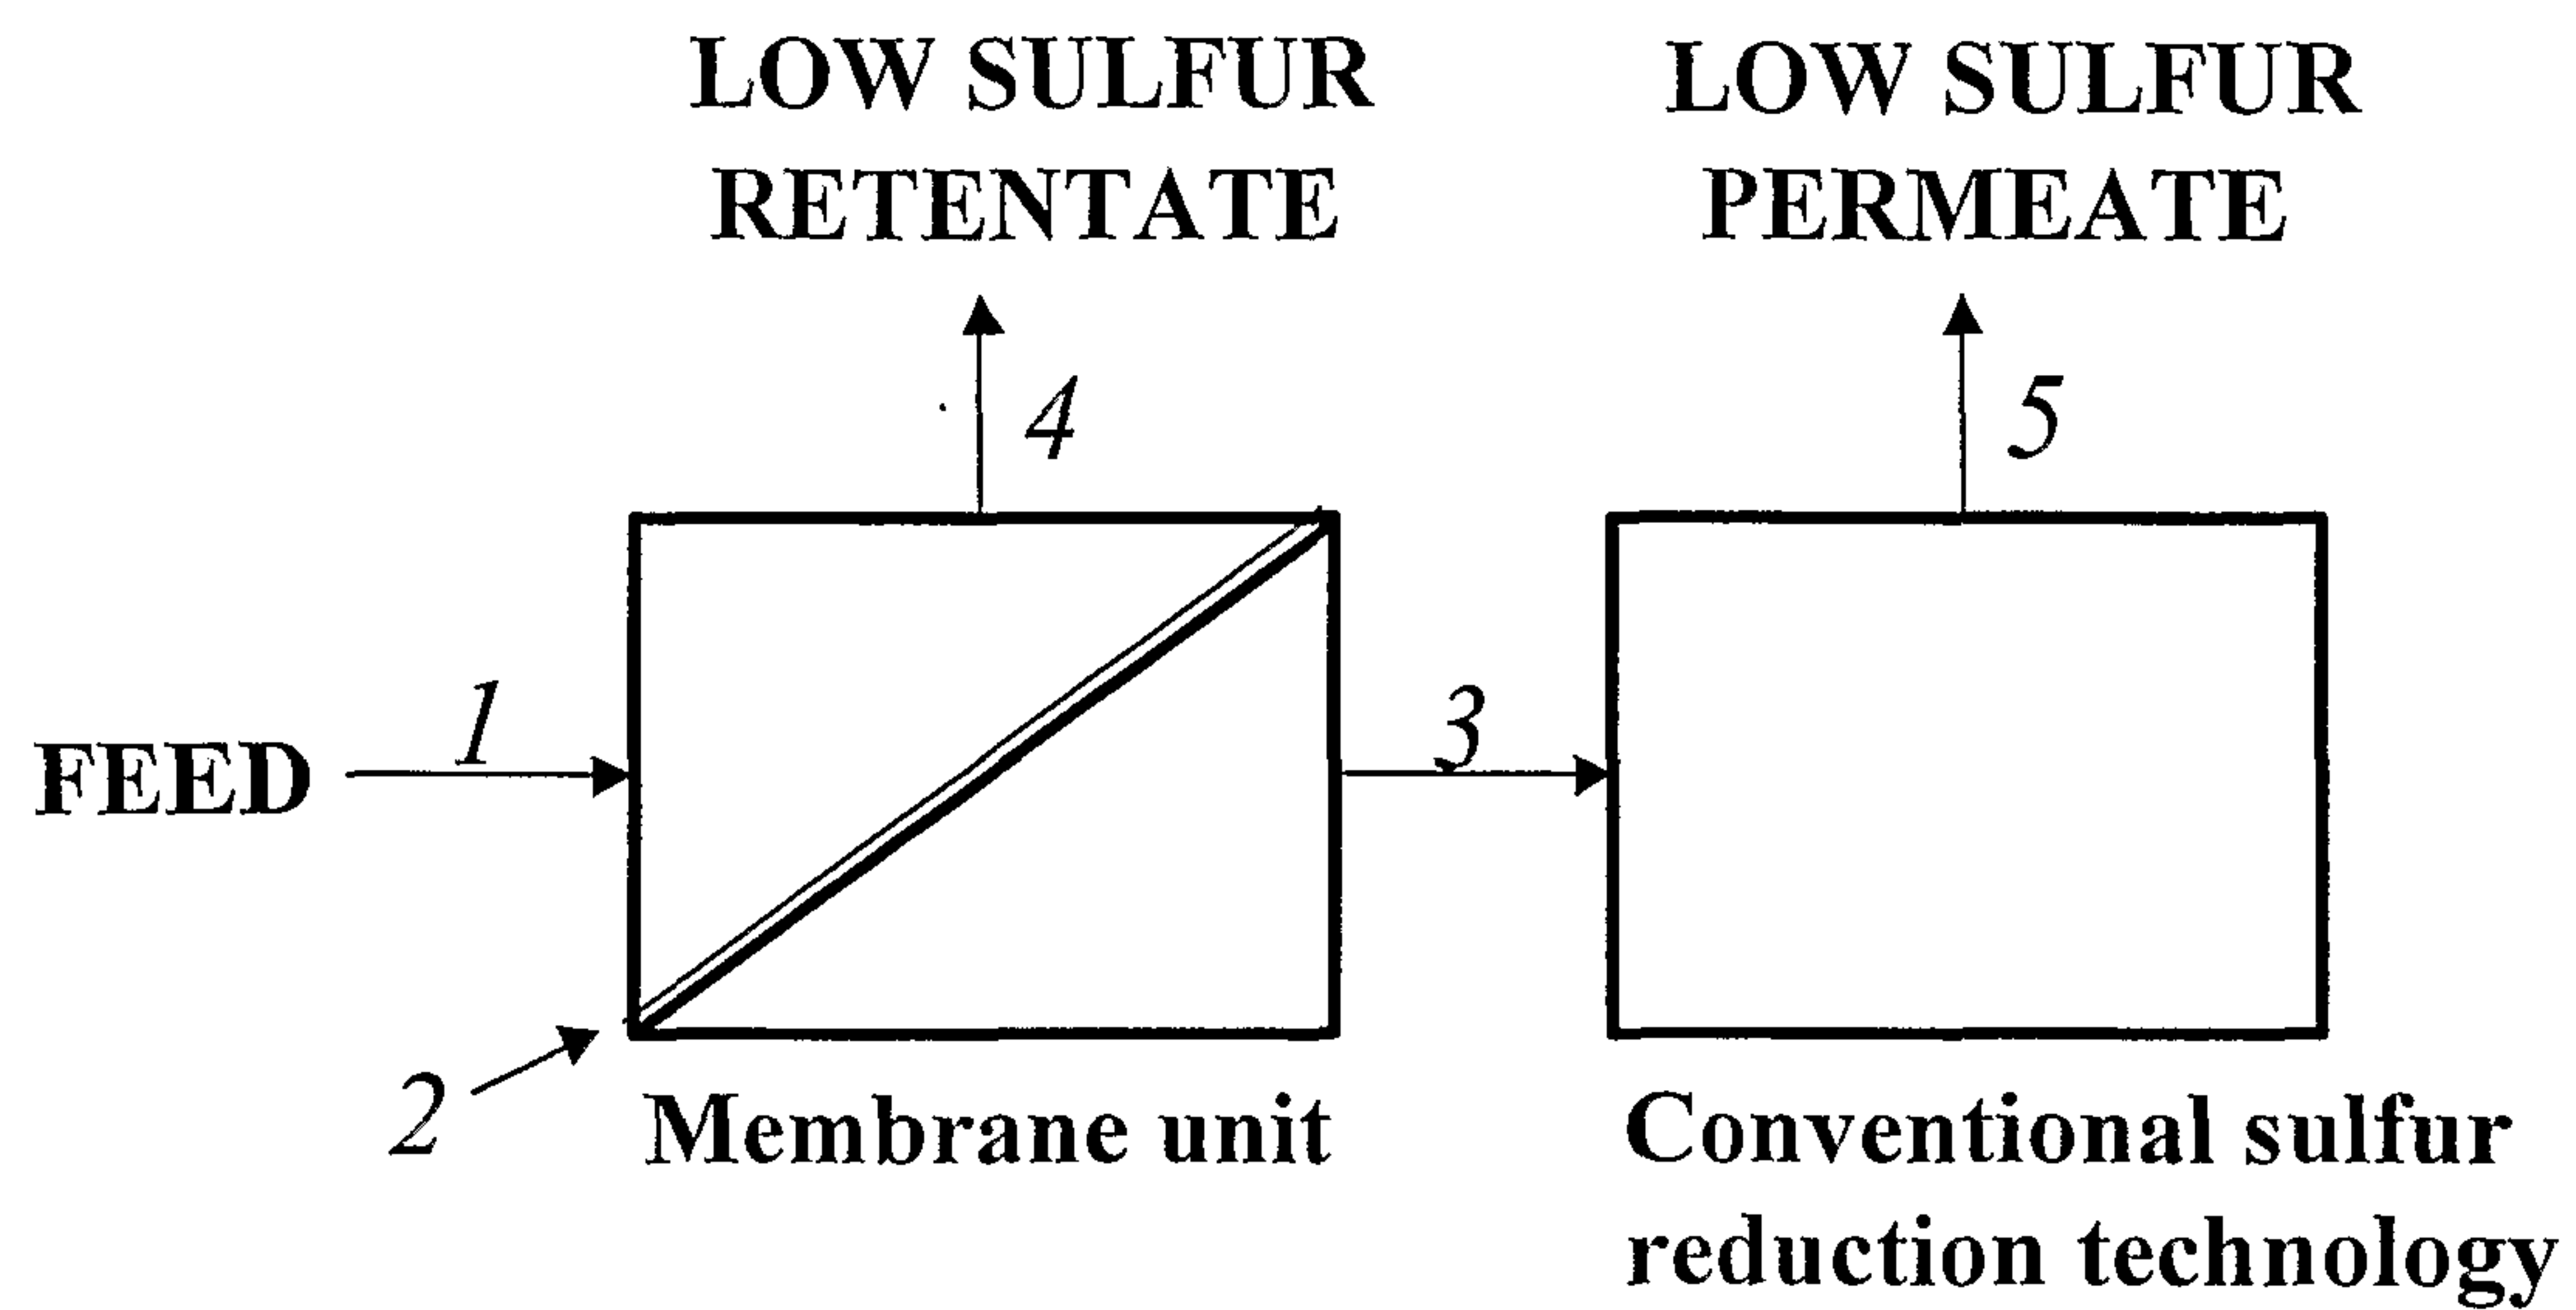 LOW SULFUR
RETENTATE
LOW SULFUR
PERMEATE
4
5
1
3
FEED
2
Membrane unit
Conventional sulfur
reduction technology